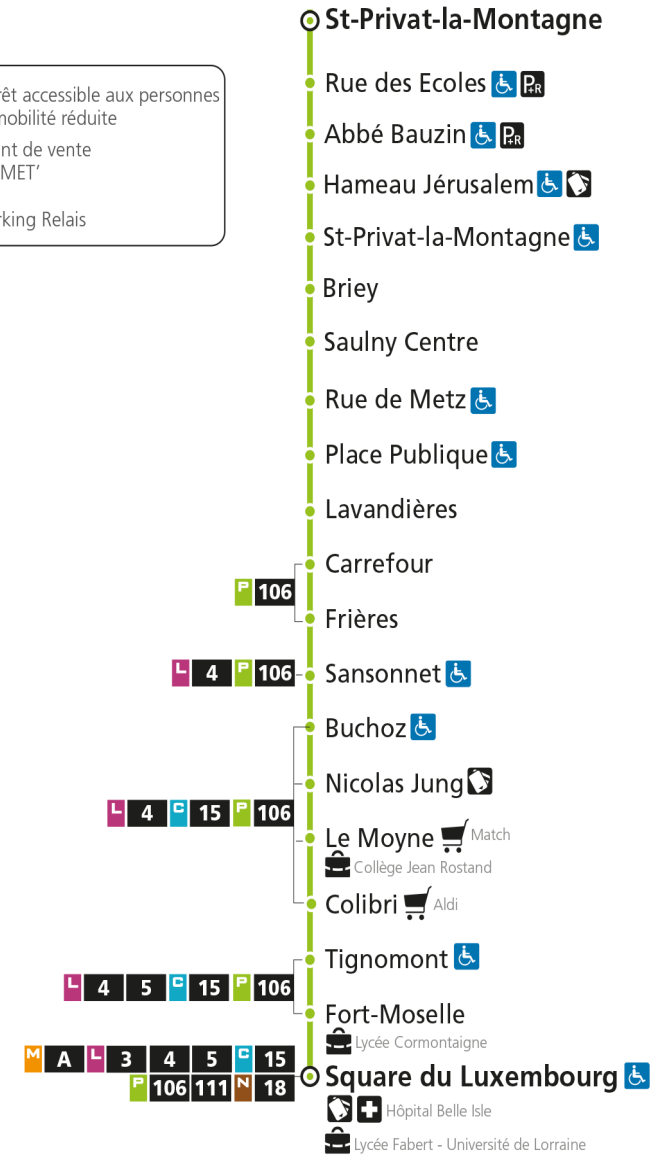 St-Privat-la-Montagne
rêt accessible aux personnes
mobilité réduite
nt de vente
MET'
rking Relais
Rue des Ecoles P+R
Abbé Bauzin P+R
Hameau Jérusalem
St-Privat-la-Montagne
Briey
Saulny Centre
Rue de Metz
Place Publique
Lavandières
Carrefour
P 106
Frières
L 4 P 106 Sansonnet
Buchoz
Nicolas Jung
L 4 C 15 P 106
Le Moyne Match
Collège Jean Rostand
Colibri Aldi
Tignomont
L 4 5 C 15 P 106
Fort-Moselle
Lycée Cormontaigne
M A L 3 4 5 C 15
P 106 111 N 18
Square du Luxembourg
Hôpital Belle Isle
Lycée Fabert - Université de Lorraine